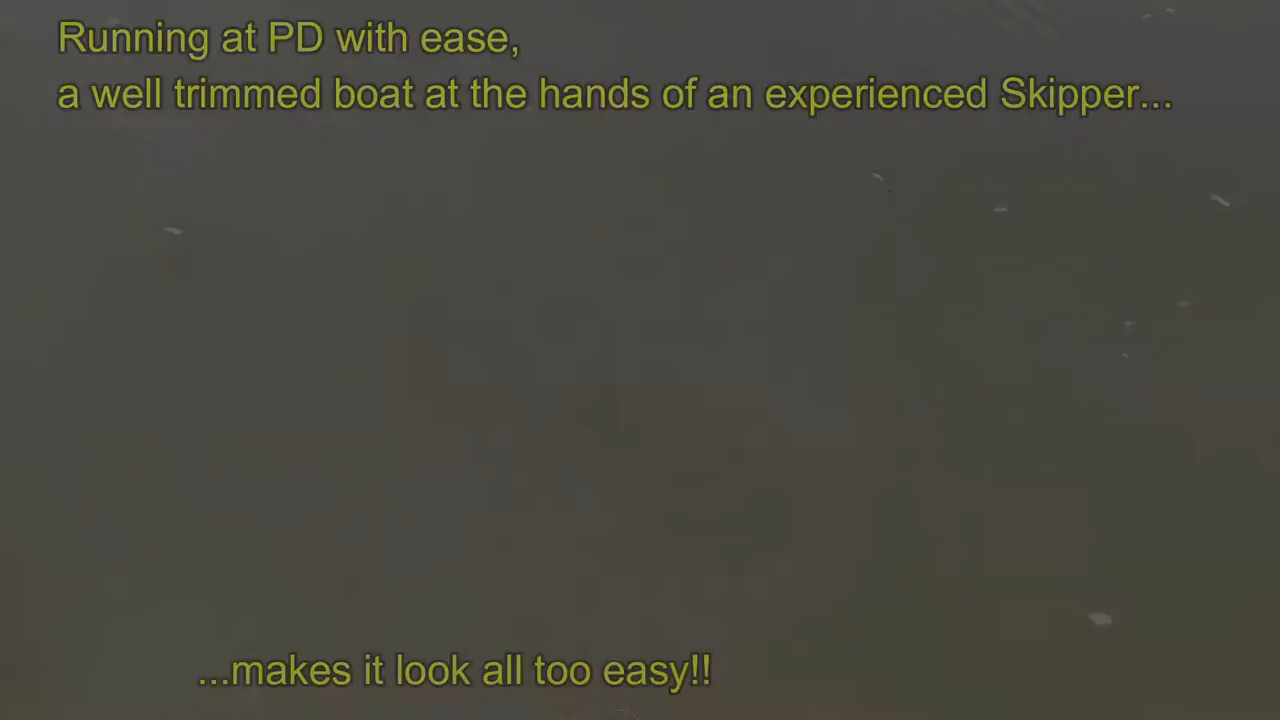 Running at PD with ease,
a well trimmed boat at the hands of an experienced Skipper...
...makes it look all too easy!!